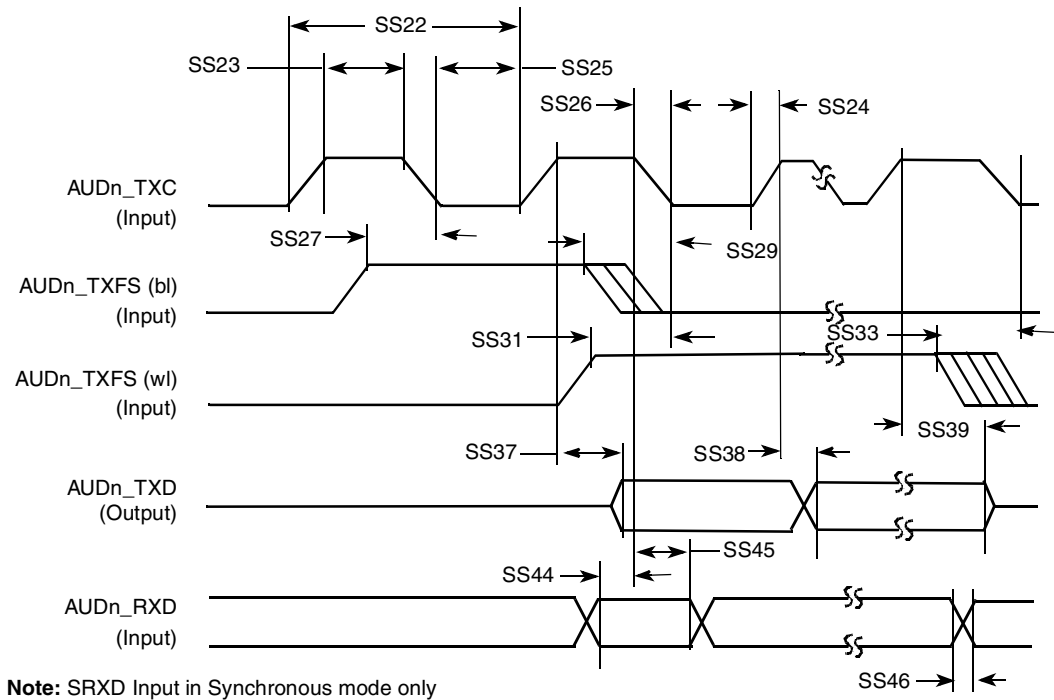 SS22
SS23
SS25
SS26
SS24
AUDn_TXC
(Input)
SS27
SS29
AUDn_TXFS (bl)
(Input)
SS31
SS33
AUDn_TXFS (wl)
(Input)
SS39
SS37
SS38
AUDn_TXD
(Output)
SS45
SS44
AUDn_RXD
(Input)
SS46
Note: SRXD Input in Synchronous mode only